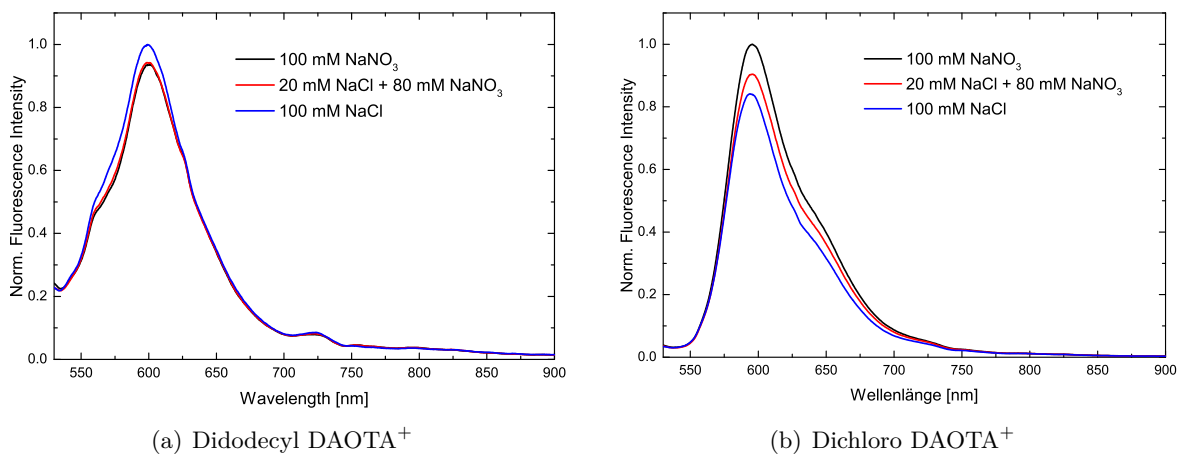 1.0
0.8
0.6
0.4
0.2
0.0
Norm. Fluorescence Intensity
100 mM NaNO₃
20 mM NaCl + 80 mM NaNO₃
100 mM NaCl
550 600 650 700 750 800 850 900
Wavelength [nm]
(a) Didodecyl DAOTA⁺
1.0
0.8
0.6
0.4
0.2
0.0
Norm. Fluorescence Intensity
100 mM NaNO₃
20 mM NaCl + 80 mM NaNO₃
100 mM NaCl
550 600 650 700 750 800 850 900
Wellenlänge [nm]
(b) Dichloro DAOTA⁺